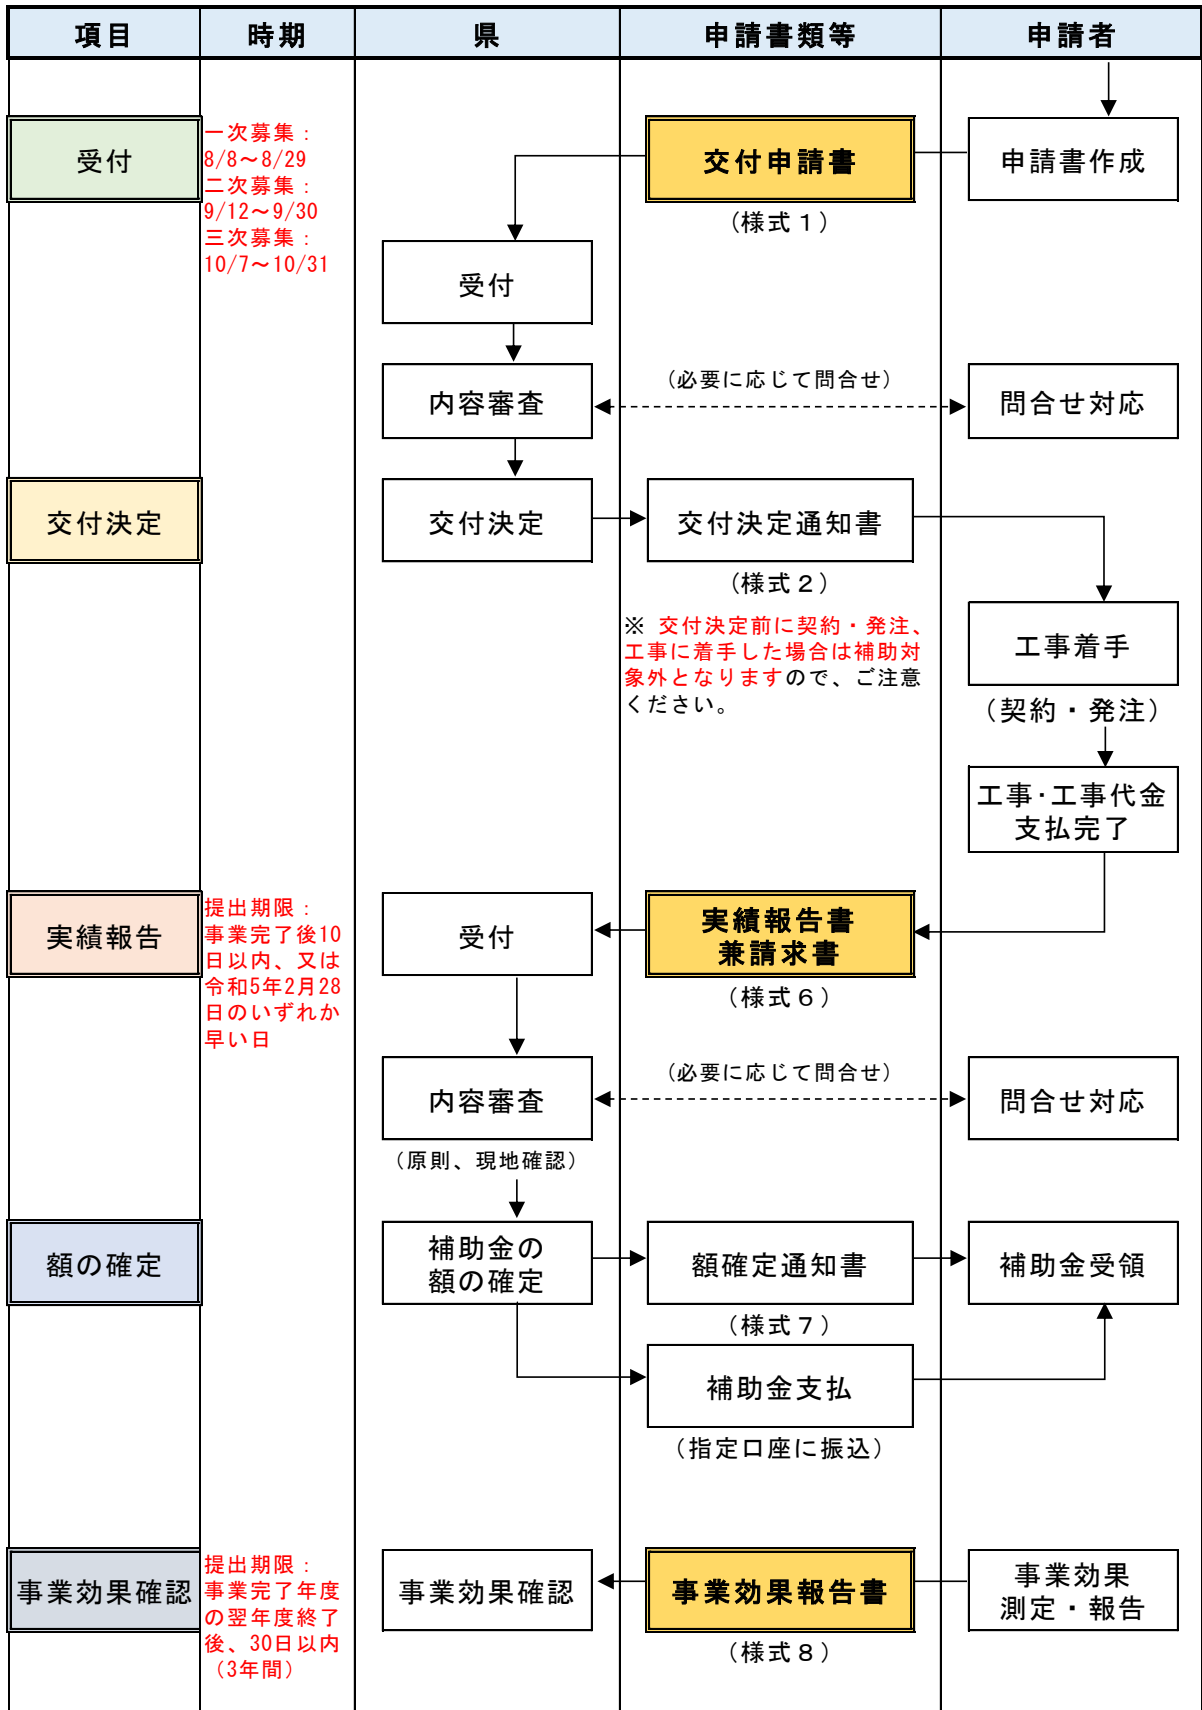 項目
時期
県
申請書類等
申請者
受付
一次募集：
8/8～8/29
二次募集：
9/12～9/30
三次募集：
10/7～10/31
交付申請書
（様式１）
申請書作成
受付
内容審査
（必要に応じて問合せ）
問合せ対応
交付決定
交付決定
交付決定通知書
（様式２）
※ 交付決定前に契約・発注、
工事に着手した場合は補助対
象外となりますので、ご注意
ください。
工事着手
（契約・発注）
工事･工事代金
支払完了
実績報告
提出期限：
事業完了後10
日以内、又は
令和5年2月28
日のいずれか
早い日
受付
実績報告書
兼請求書
（様式６）
内容審査
（原則、現地確認）
（必要に応じて問合せ）
問合せ対応
額の確定
補助金の
額の確定
額確定通知書
（様式７）
補助金受領
補助金支払
（指定口座に振込）
事業効果確認
提出期限：
事業完了年度
の翌年度終了
後、30日以内
（3年間）
事業効果確認
事業効果報告書
（様式８）
事業効果
測定・報告